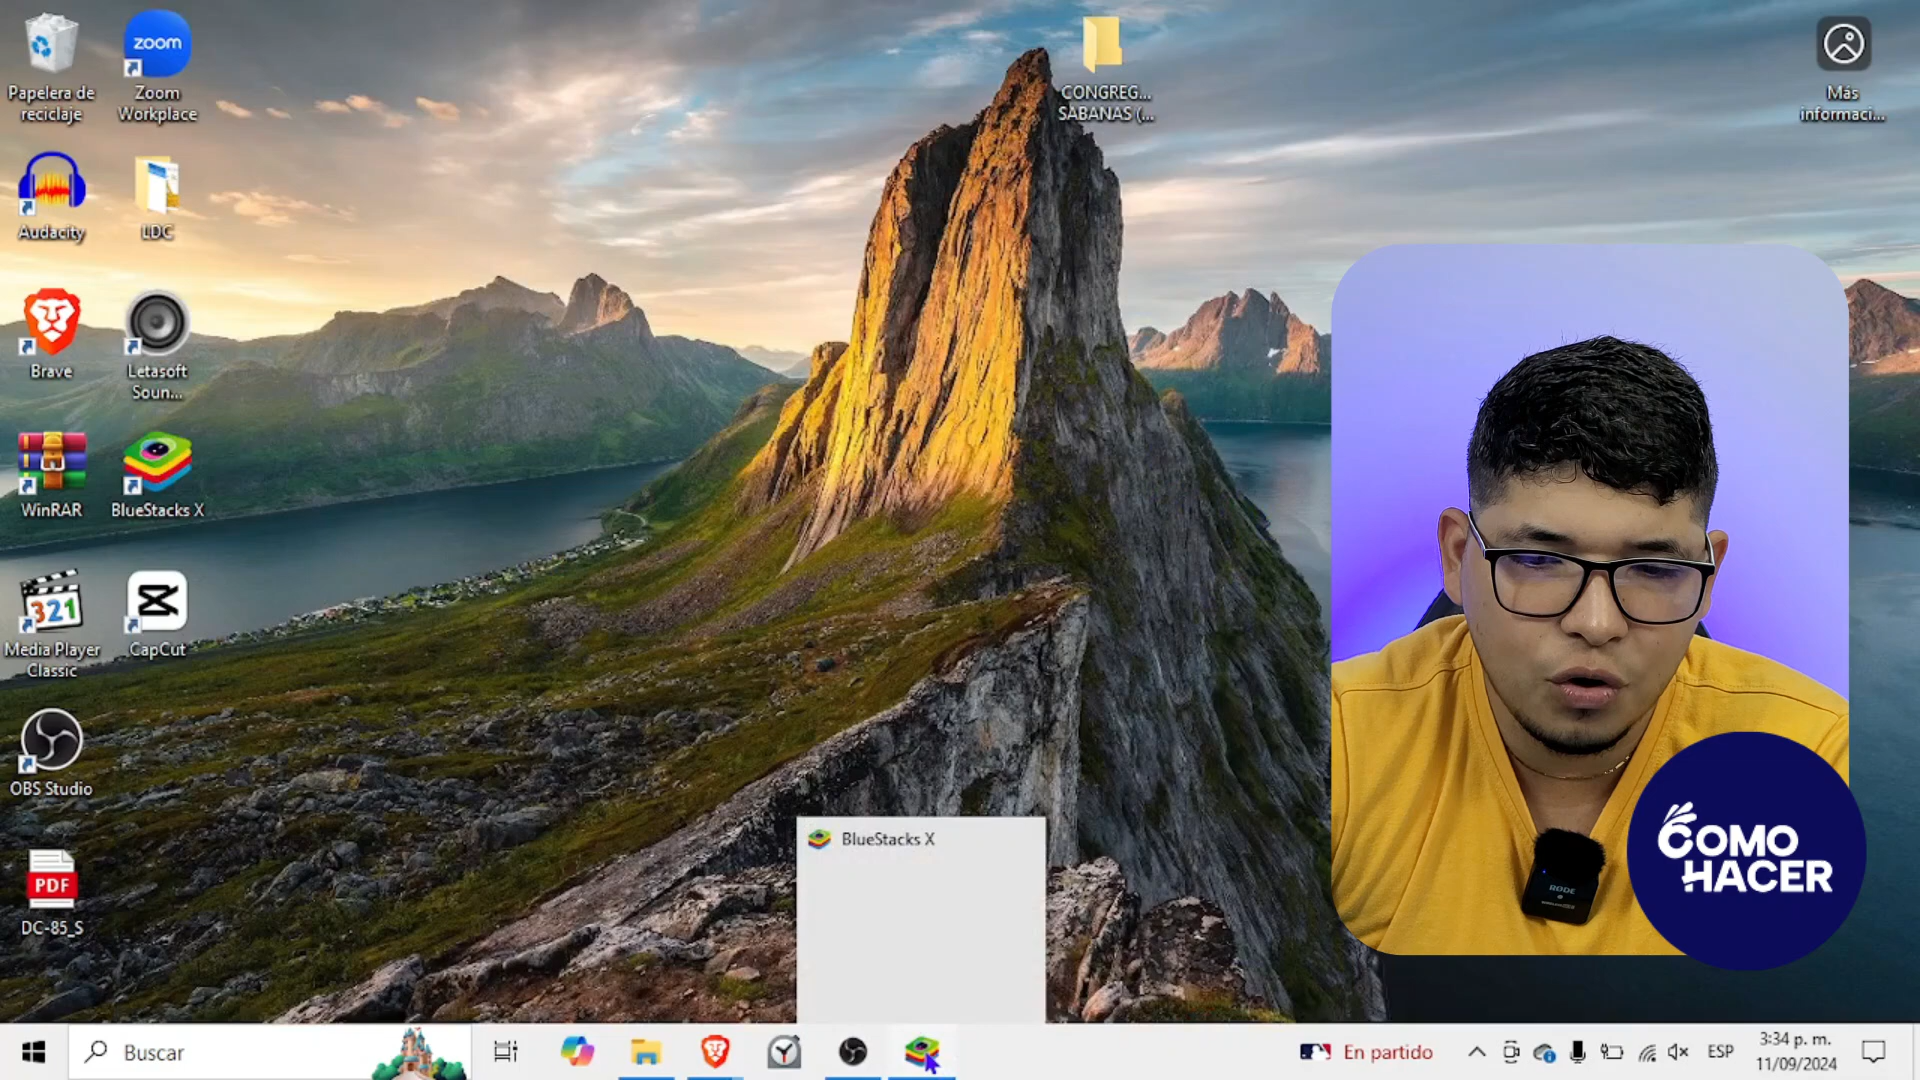 Papelera de
reciclaje
zoom
Zoom
Workplace
CONGREG...
SABANAS (...
Más
informaci...
Audacity
LDC
Brave
Letasoft
Soun...
WinRAR
BlueStacks X
321
Media Player
Classic
CapCut
OBS Studio
PDF
DC-85_S
BlueStacks X
RODE
COMO
HACER
Buscar
En partido
ESP
3:34 p. m.
11/09/2024